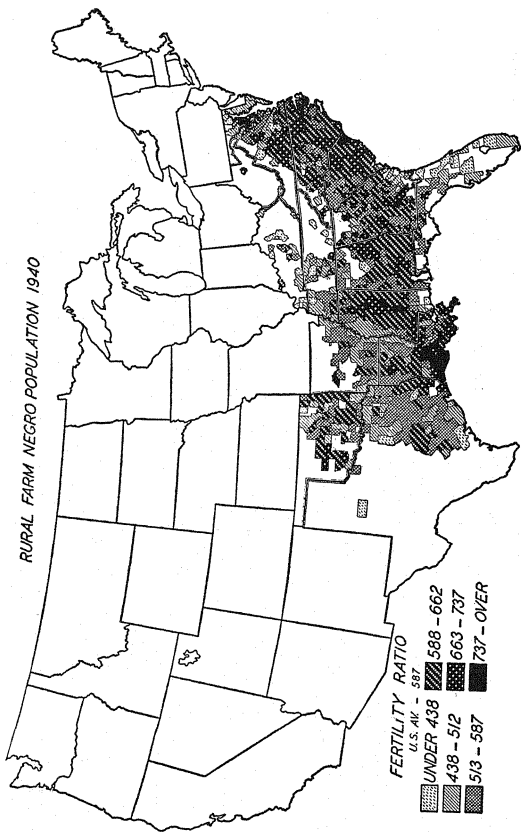 RURAL FARM NEGRO POPULATION 1940
FERTILITY RATIO
U.S. AV. - 587
UNDER 438
438 - 512
513 - 587
588 - 662
663 - 737
737 - OVER